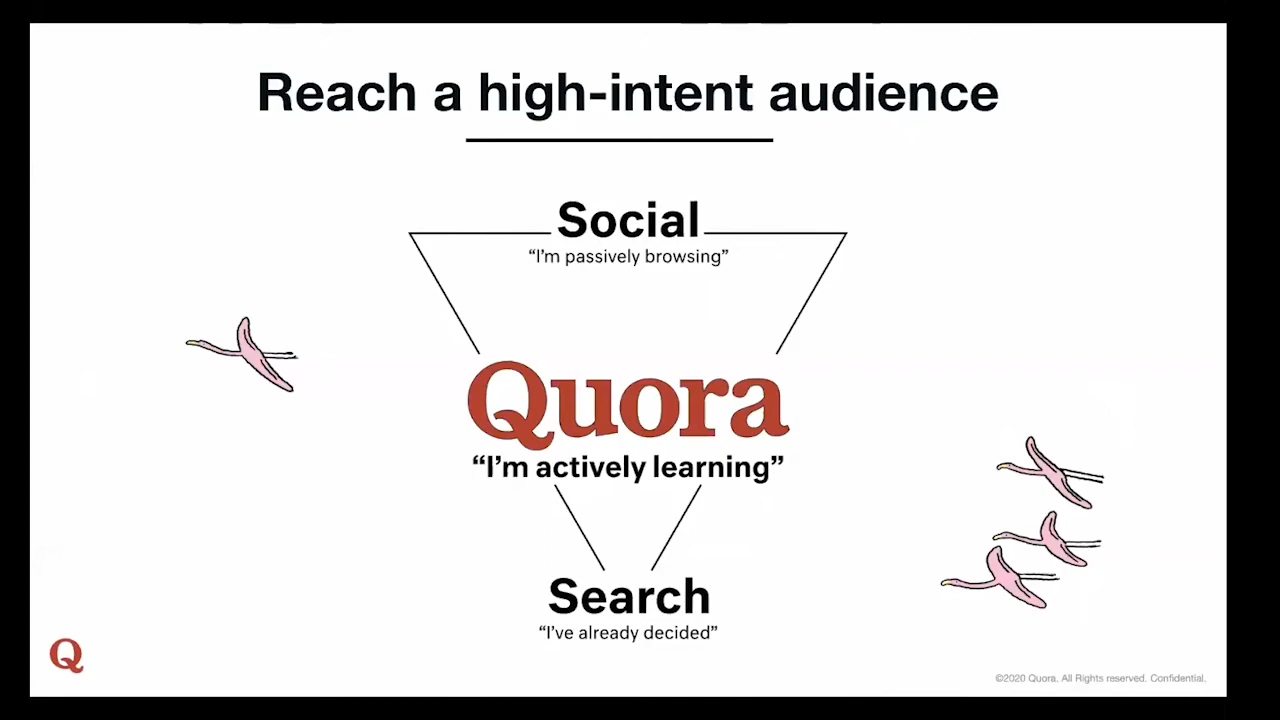 Reach a high-intent audience
Social
“I’m passively browsing”
Quora
“I’m actively learning”
Search
“I’ve already decided”
Q
©2020 Quora. All Rights reserved. Confidential.